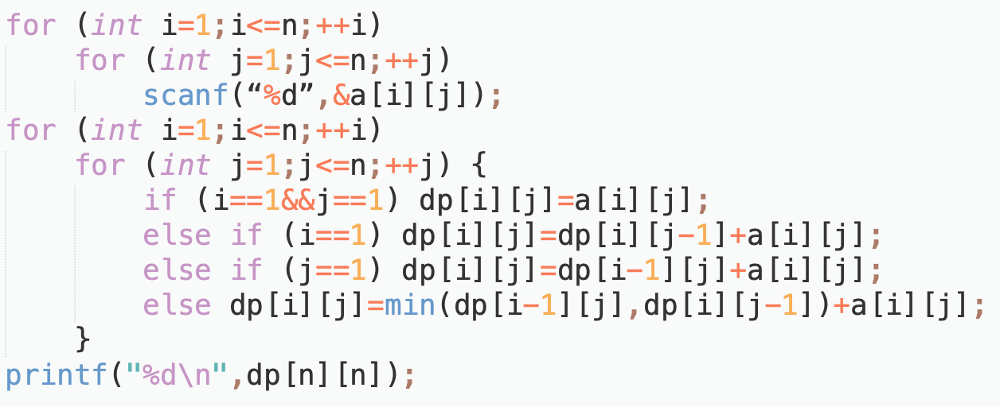 for (int i=1;i<=n;++i)
    for (int j=1;j<=n;++j)
        scanf(“%d”,&a[i][j]);
for (int i=1;i<=n;++i)
    for (int j=1;j<=n;++j) {
        if (i==1&&j==1) dp[i][j]=a[i][j];
        else if (i==1) dp[i][j]=dp[i][j-1]+a[i][j];
        else if (j==1) dp[i][j]=dp[i-1][j]+a[i][j];
        else dp[i][j]=min(dp[i-1][j],dp[i][j-1])+a[i][j];
    }
printf("%d\n",dp[n][n]);